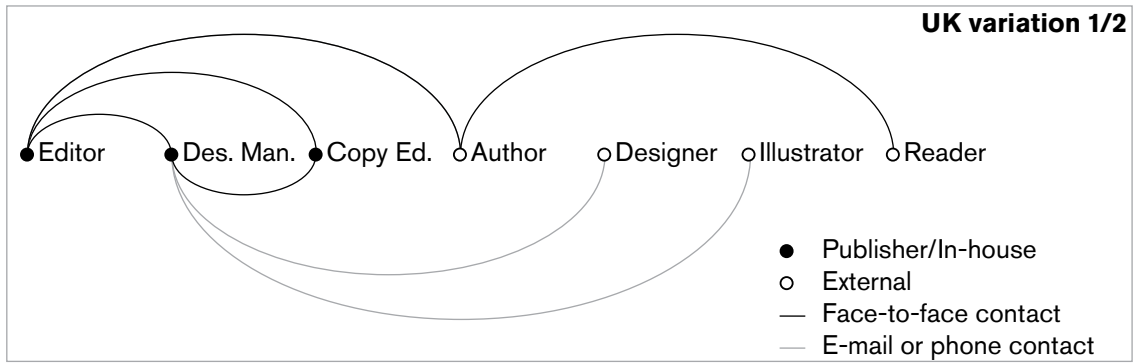 UK variation 1/2
Editor Des. Man. Copy Ed. Author Designer Illustrator Reader
Publisher/In-house
External
Face-to-face contact
E-mail or phone contact